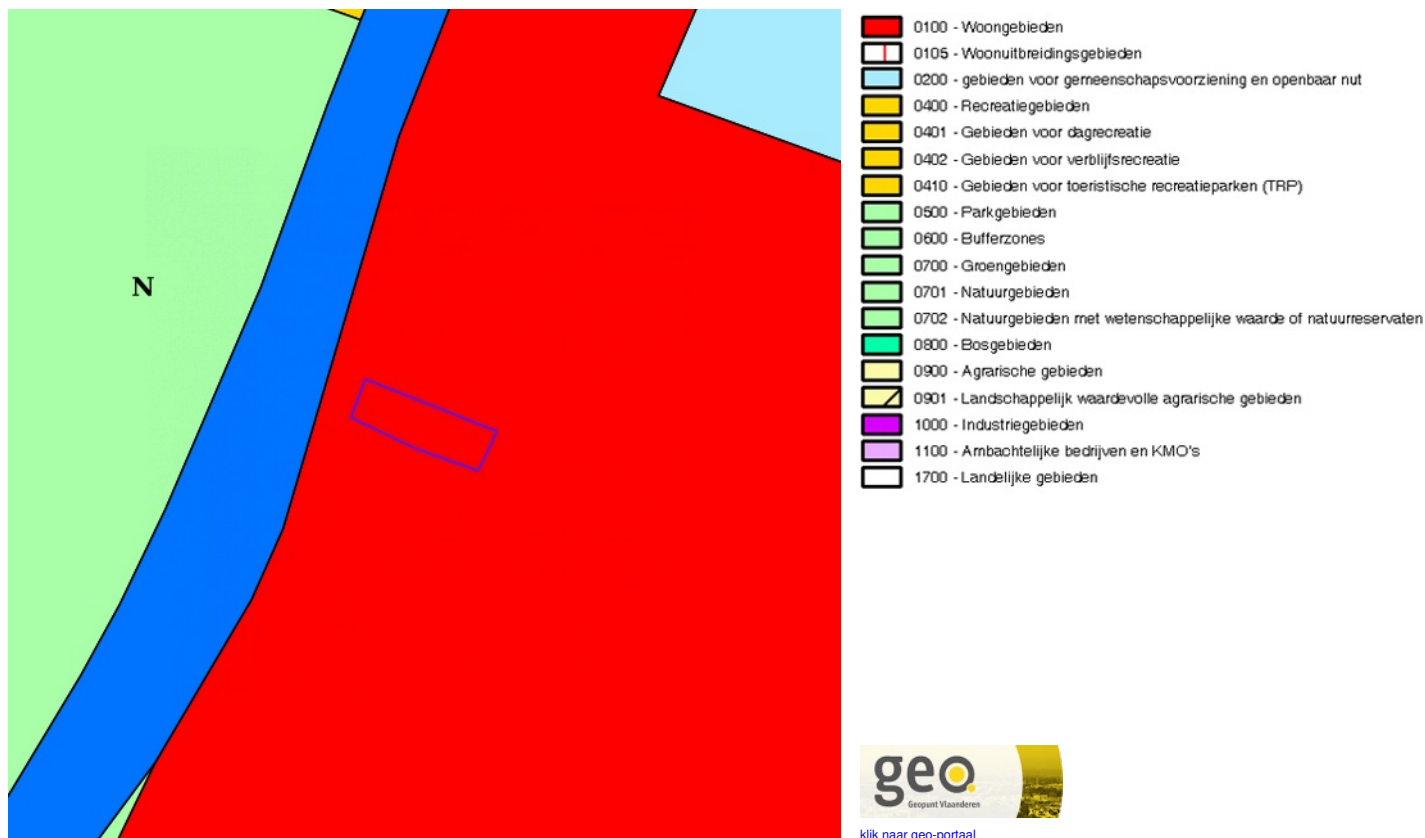 N
0100 - Woongebieden
0105 - Woonuitbreidingsgebieden
0200 - gebieden voor gemeenschapsvoorziening en openbaar nut
0400 - Recreatiegebieden
0401 - Gebieden voor dagrecreatie
0402 - Gebieden voor verblijfsrecreatie
0410 - Gebieden voor toeristische recreatieparken (TRP)
0500 - Parkgebieden
0600 - Bufferzones
0700 - Groengebieden
0701 - Natuurgebieden
0702 - Natuurgebieden met wetenschappelijke waarde of natuurreservaten
0800 - Bosgebieden
0900 - Agrarische gebieden
0901 - Landschappelijk waardevolle agrarische gebieden
1000 - Industriegebieden
1100 - Ambachtelijke bedrijven en KMO's
1700 - Landelijke gebieden
geo.
Geopunt Vlaanderen
klik naar geo-portaal